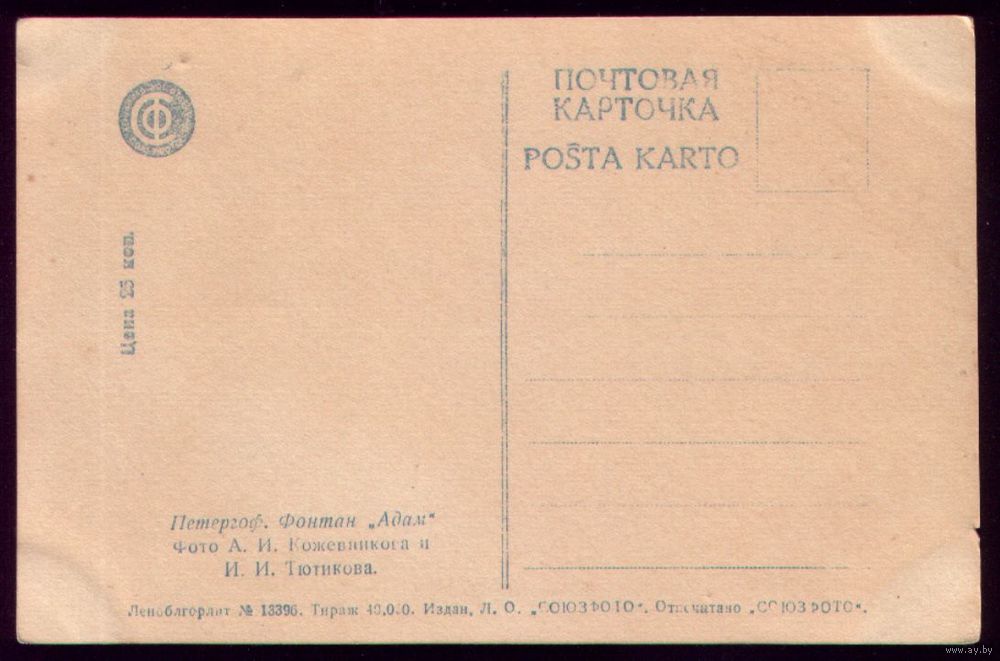 ПОЧТОВАЯ
КАРТОЧКА
POŜTA KARTO
Цена 25 коп.
Петергоф. Фонтан „Адам“
Фото А. И. Кожевникова и
И. И. Тютикова.
Леноблгорлит № 13396. Тираж 40,000. Издан. Л. О. „СОЮЗФОТО“. Отпечатано „СОЮЗФОТО“.
www.ay.by